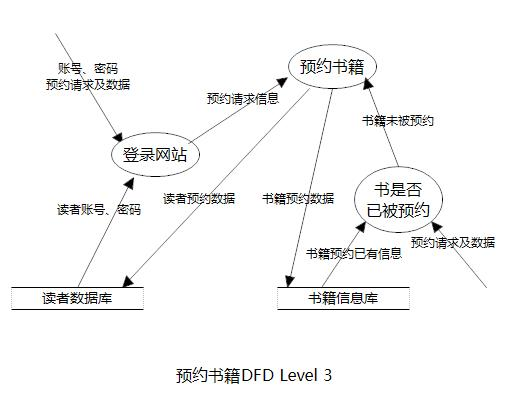 预约书籍
账号、密码
预约请求及数据
预约请求信息
书籍未被预约
登录网站
书是否
已被预约
读者预约数据
书籍预约数据
读者账号、密码
预约请求及数据
书籍预约已有信息
读者数据库
书籍信息库
预约书籍DFD Level 3